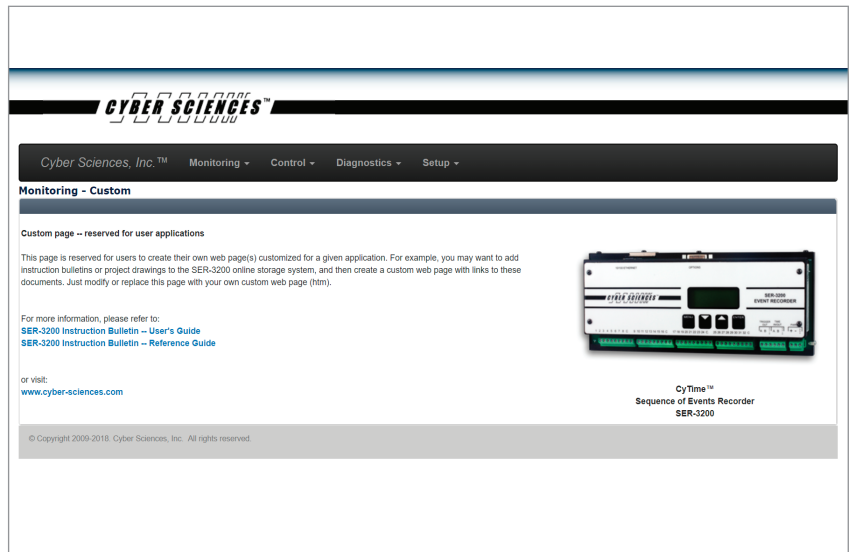 CYBER SCIENCES™
Cyber Sciences, Inc.™ Monitoring Control Diagnostics Setup
Monitoring - Custom
Custom page -- reserved for user applications
This page is reserved for users to create their own web page(s) customized for a given application. For example, you may want to add
instruction bulletins or project drawings to the SER-3200 online storage system, and then create a custom web page with links to these
documents. Just modify or replace this page with your own custom web page (htm).
For more information, please refer to:
SER-3200 Instruction Bulletin -- User's Guide
SER-3200 Instruction Bulletin -- Reference Guide
or visit:
www.cyber-sciences.com
CYBER SCIENCES
SER-3200
EVENT RECORDER
CyTime™
Sequence of Events Recorder
SER-3200
© Copyright 2009-2018. Cyber Sciences, Inc. All rights reserved.